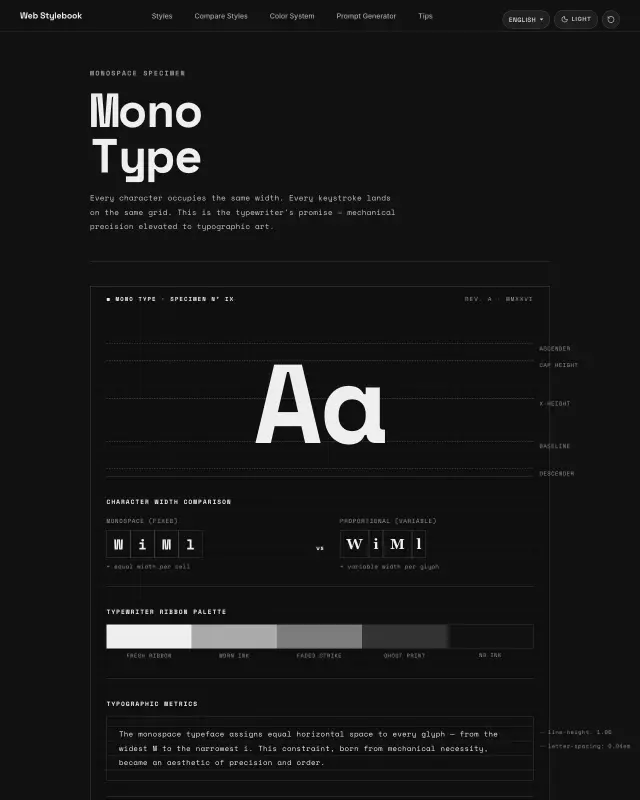 Web Stylebook
Styles
Compare Styles
Color System
Prompt Generator
Tips
ENGLISH
LIGHT
MONOSPACE SPECIMEN
Mono
Type
Every character occupies the same width. Every keystroke lands
on the same grid. This is the typewriter's promise — mechanical
precision elevated to typographic art.
■ MONO TYPE · SPECIMEN N° IX
REV. A · MMXXVI
ASCENDER
CAP HEIGHT
X-HEIGHT
BASELINE
DESCENDER
Aa
CHARACTER WIDTH COMPARISON
MONOSPACE (FIXED)
PROPORTIONAL (VARIABLE)
W i M l
vs
W i M l
equal width per cell
variable width per glyph
TYPEWRITER RIBBON PALETTE
FRESH RIBBON
WORN INK
FADED STRIKE
GHOST PRINT
NO INK
TYPOGRAPHIC METRICS
The monospace typeface assigns equal horizontal space to every glyph — from the
widest M to the narrowest i. This constraint, born from mechanical necessity,
became an aesthetic of precision and order.
— line-height: 1.86
— letter-spacing: 0.04em